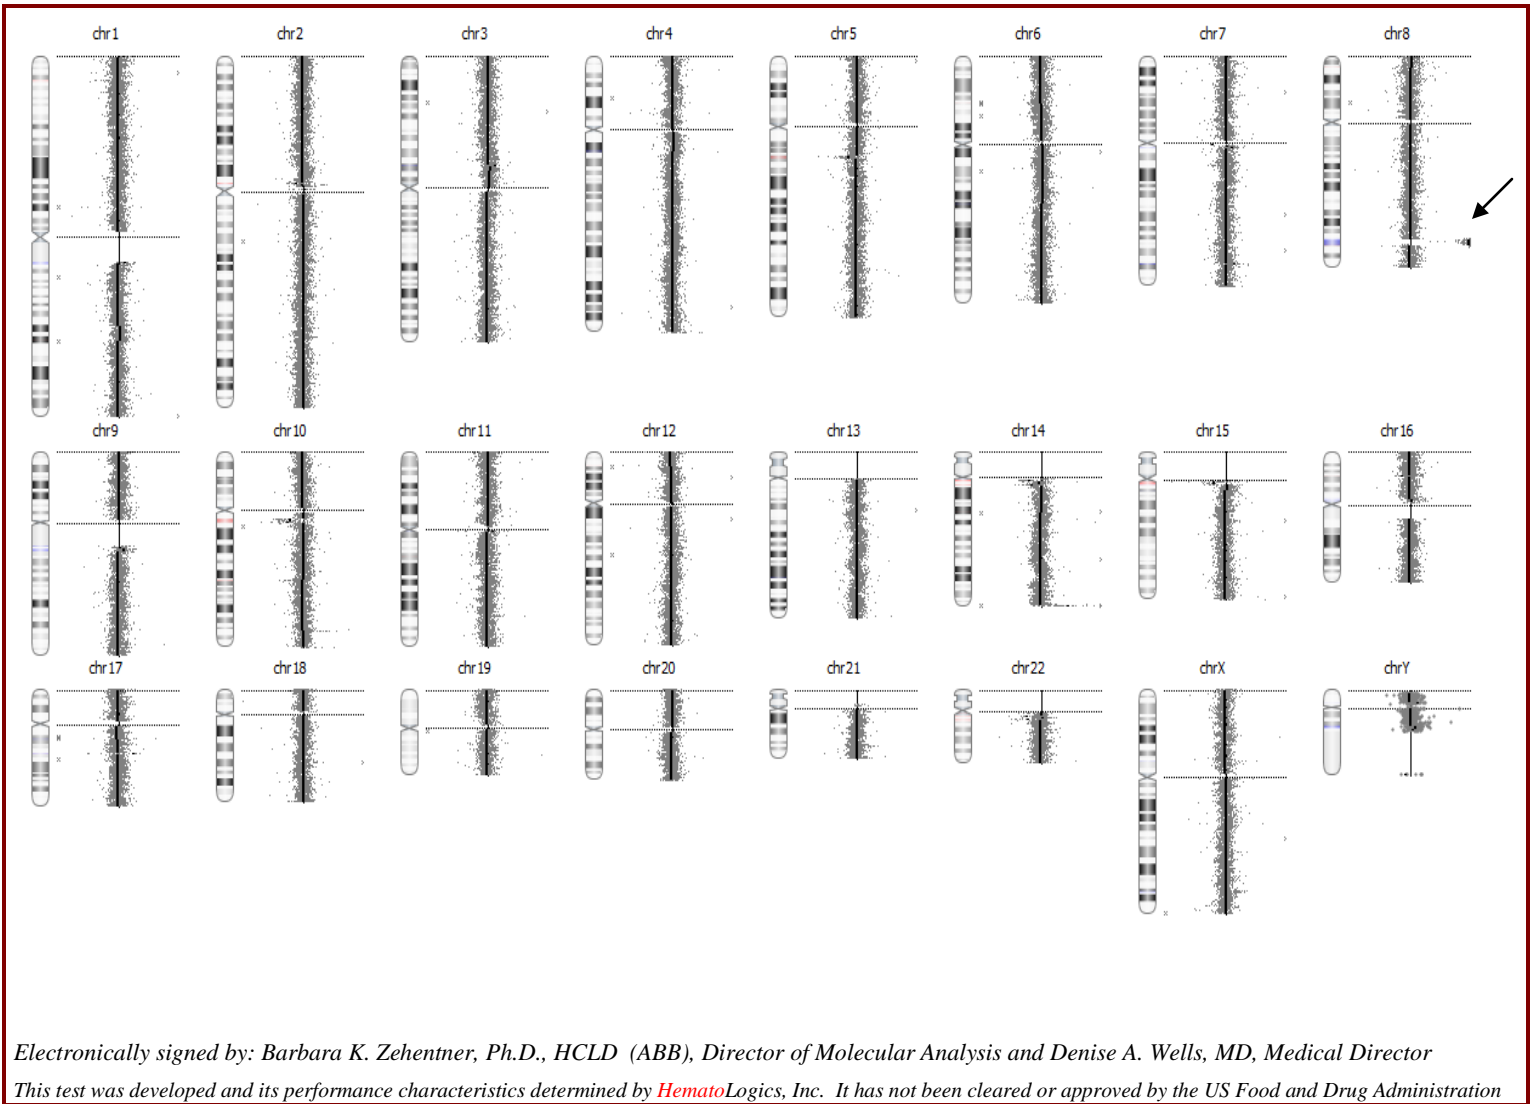 chr1 chr2 chr3 chr4 chr5 chr6 chr7 chr8
chr9 chr10 chr11 chr12 chr13 chr14 chr15 chr16
chr17 chr18 chr19 chr20 chr21 chr22 chrX chrY
Electronically signed by: Barbara K. Zehentner, Ph.D., HCLD (ABB), Director of Molecular Analysis and Denise A. Wells, MD, Medical Director
This test was developed and its performance characteristics determined by HematoLogics, Inc. It has not been cleared or approved by the US Food and Drug Administration